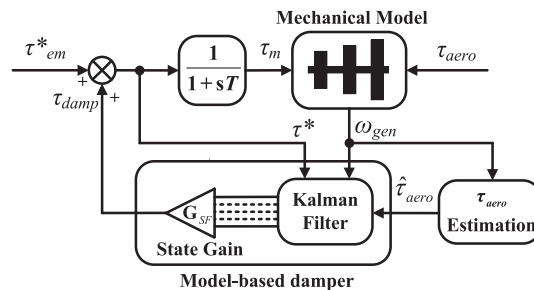 Mechanical Model
τ*em
+
+
τdamp
1
1+sT
τm
τaero
τ*
ωgen
GSF
State Gain
Kalman
Filter
τ̂aero
τaero
Estimation
Model-based damper